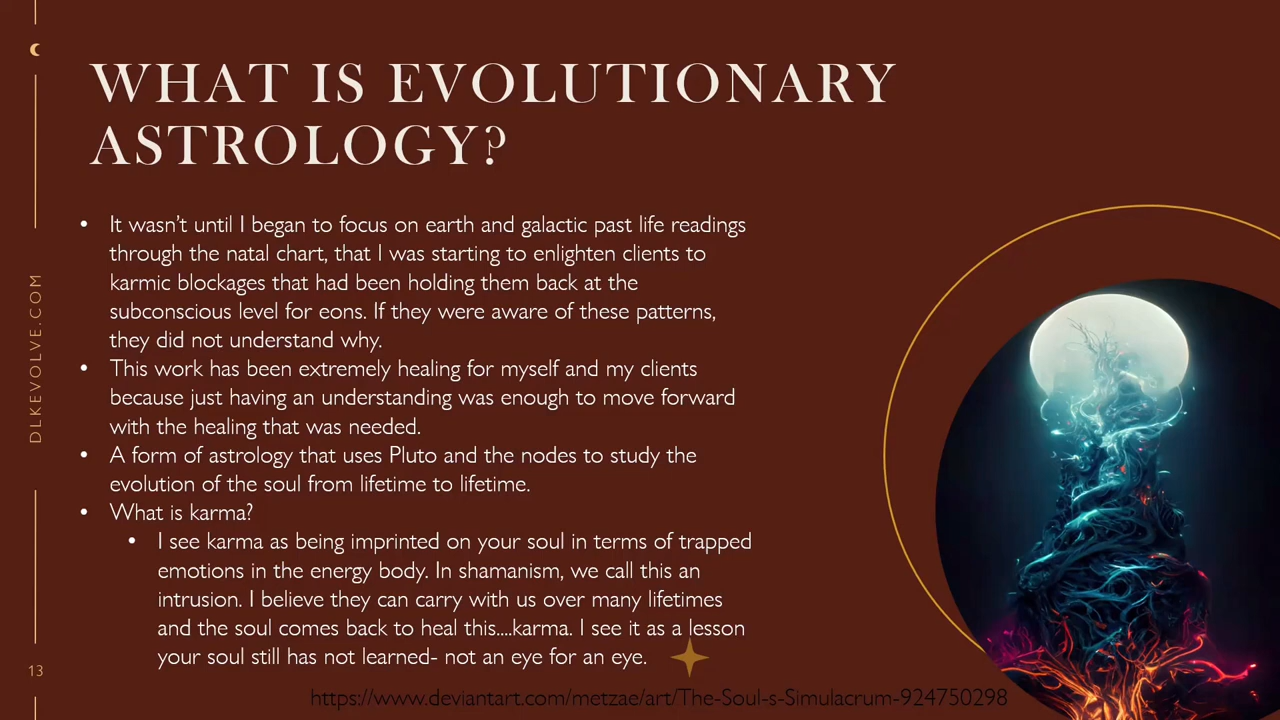 WHAT IS EVOLUTIONARY
ASTROLOGY?
• It wasn't until I began to focus on earth and galactic past life readings
through the natal chart, that I was starting to enlighten clients to
karmic blockages that had been holding them back at the
subconscious level for eons. If they were aware of these patterns,
they did not understand why.
• This work has been extremely healing for myself and my clients
because just having an understanding was enough to move forward
with the healing that was needed.
• A form of astrology that uses Pluto and the nodes to study the
evolution of the soul from lifetime to lifetime.
• What is karma?
• I see karma as being imprinted on your soul in terms of trapped
emotions in the energy body. In shamanism, we call this an
intrusion. I believe they can carry with us over many lifetimes
and the soul comes back to heal this....karma. I see it as a lesson
your soul still has not learned- not an eye for an eye.
DLKEVOLVE.COM
13
https://www.deviantart.com/metzae/art/The-Soul-s-Simulacrum-924750298